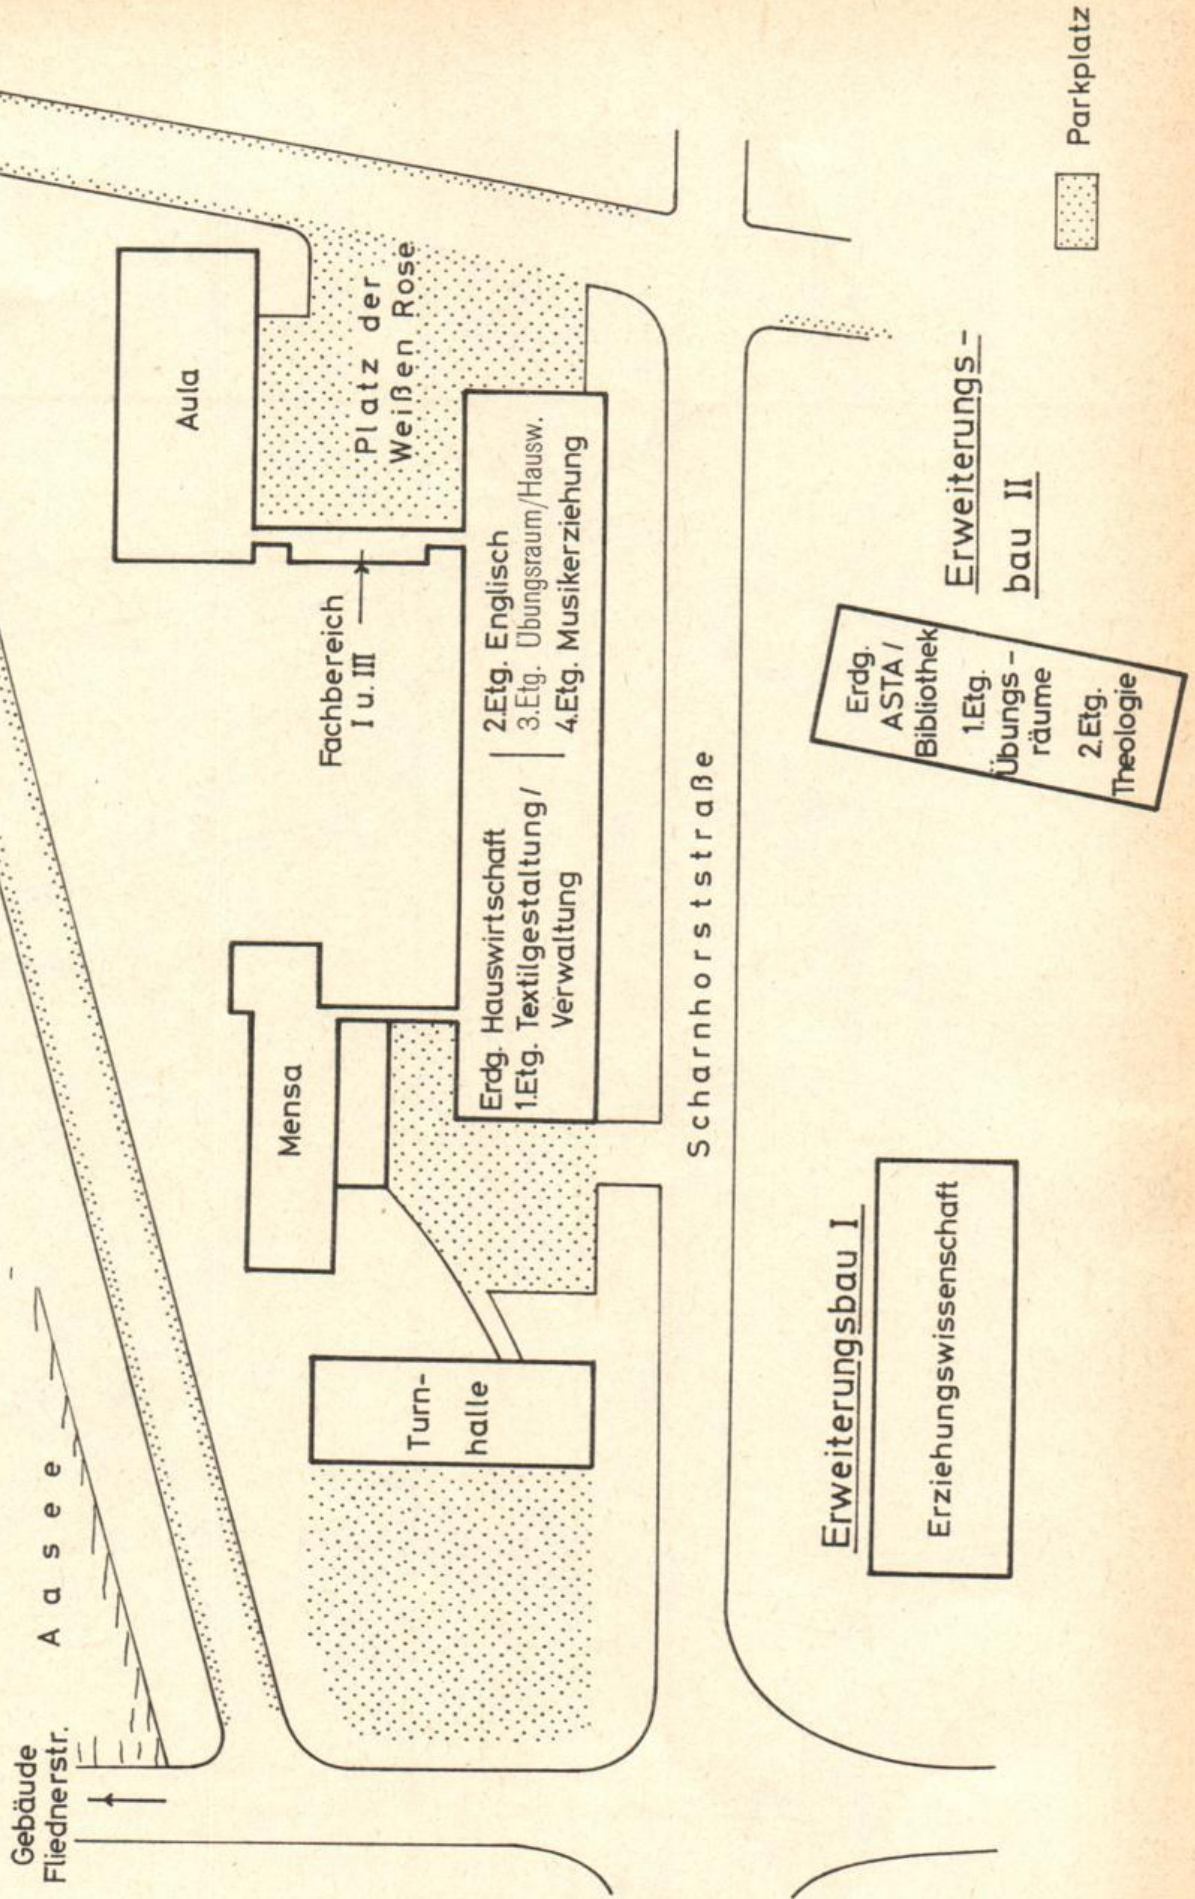 Gebäude
Fliednerstr.
Aasee
Mensa
Turn-
halle
Aula
Platz der
Weißen Rose
Fachbereich
I u. III
Erdg. Hauswirtschaft
1.Etg. Textilgestaltung/
Verwaltung
2.Etg. Englisch
3.Etg. Übungsraum/Hausw.
4.Etg. Musikerziehung
Scharnhorststraße
Erweiterungsbau I
Erziehungswissenschaft
Erweiterungs-
bau II
Erdg.
ASTA/
Bibliothek
1.Etg.
Übungs-
räume
2.Etg.
Theologie
Parkplatz